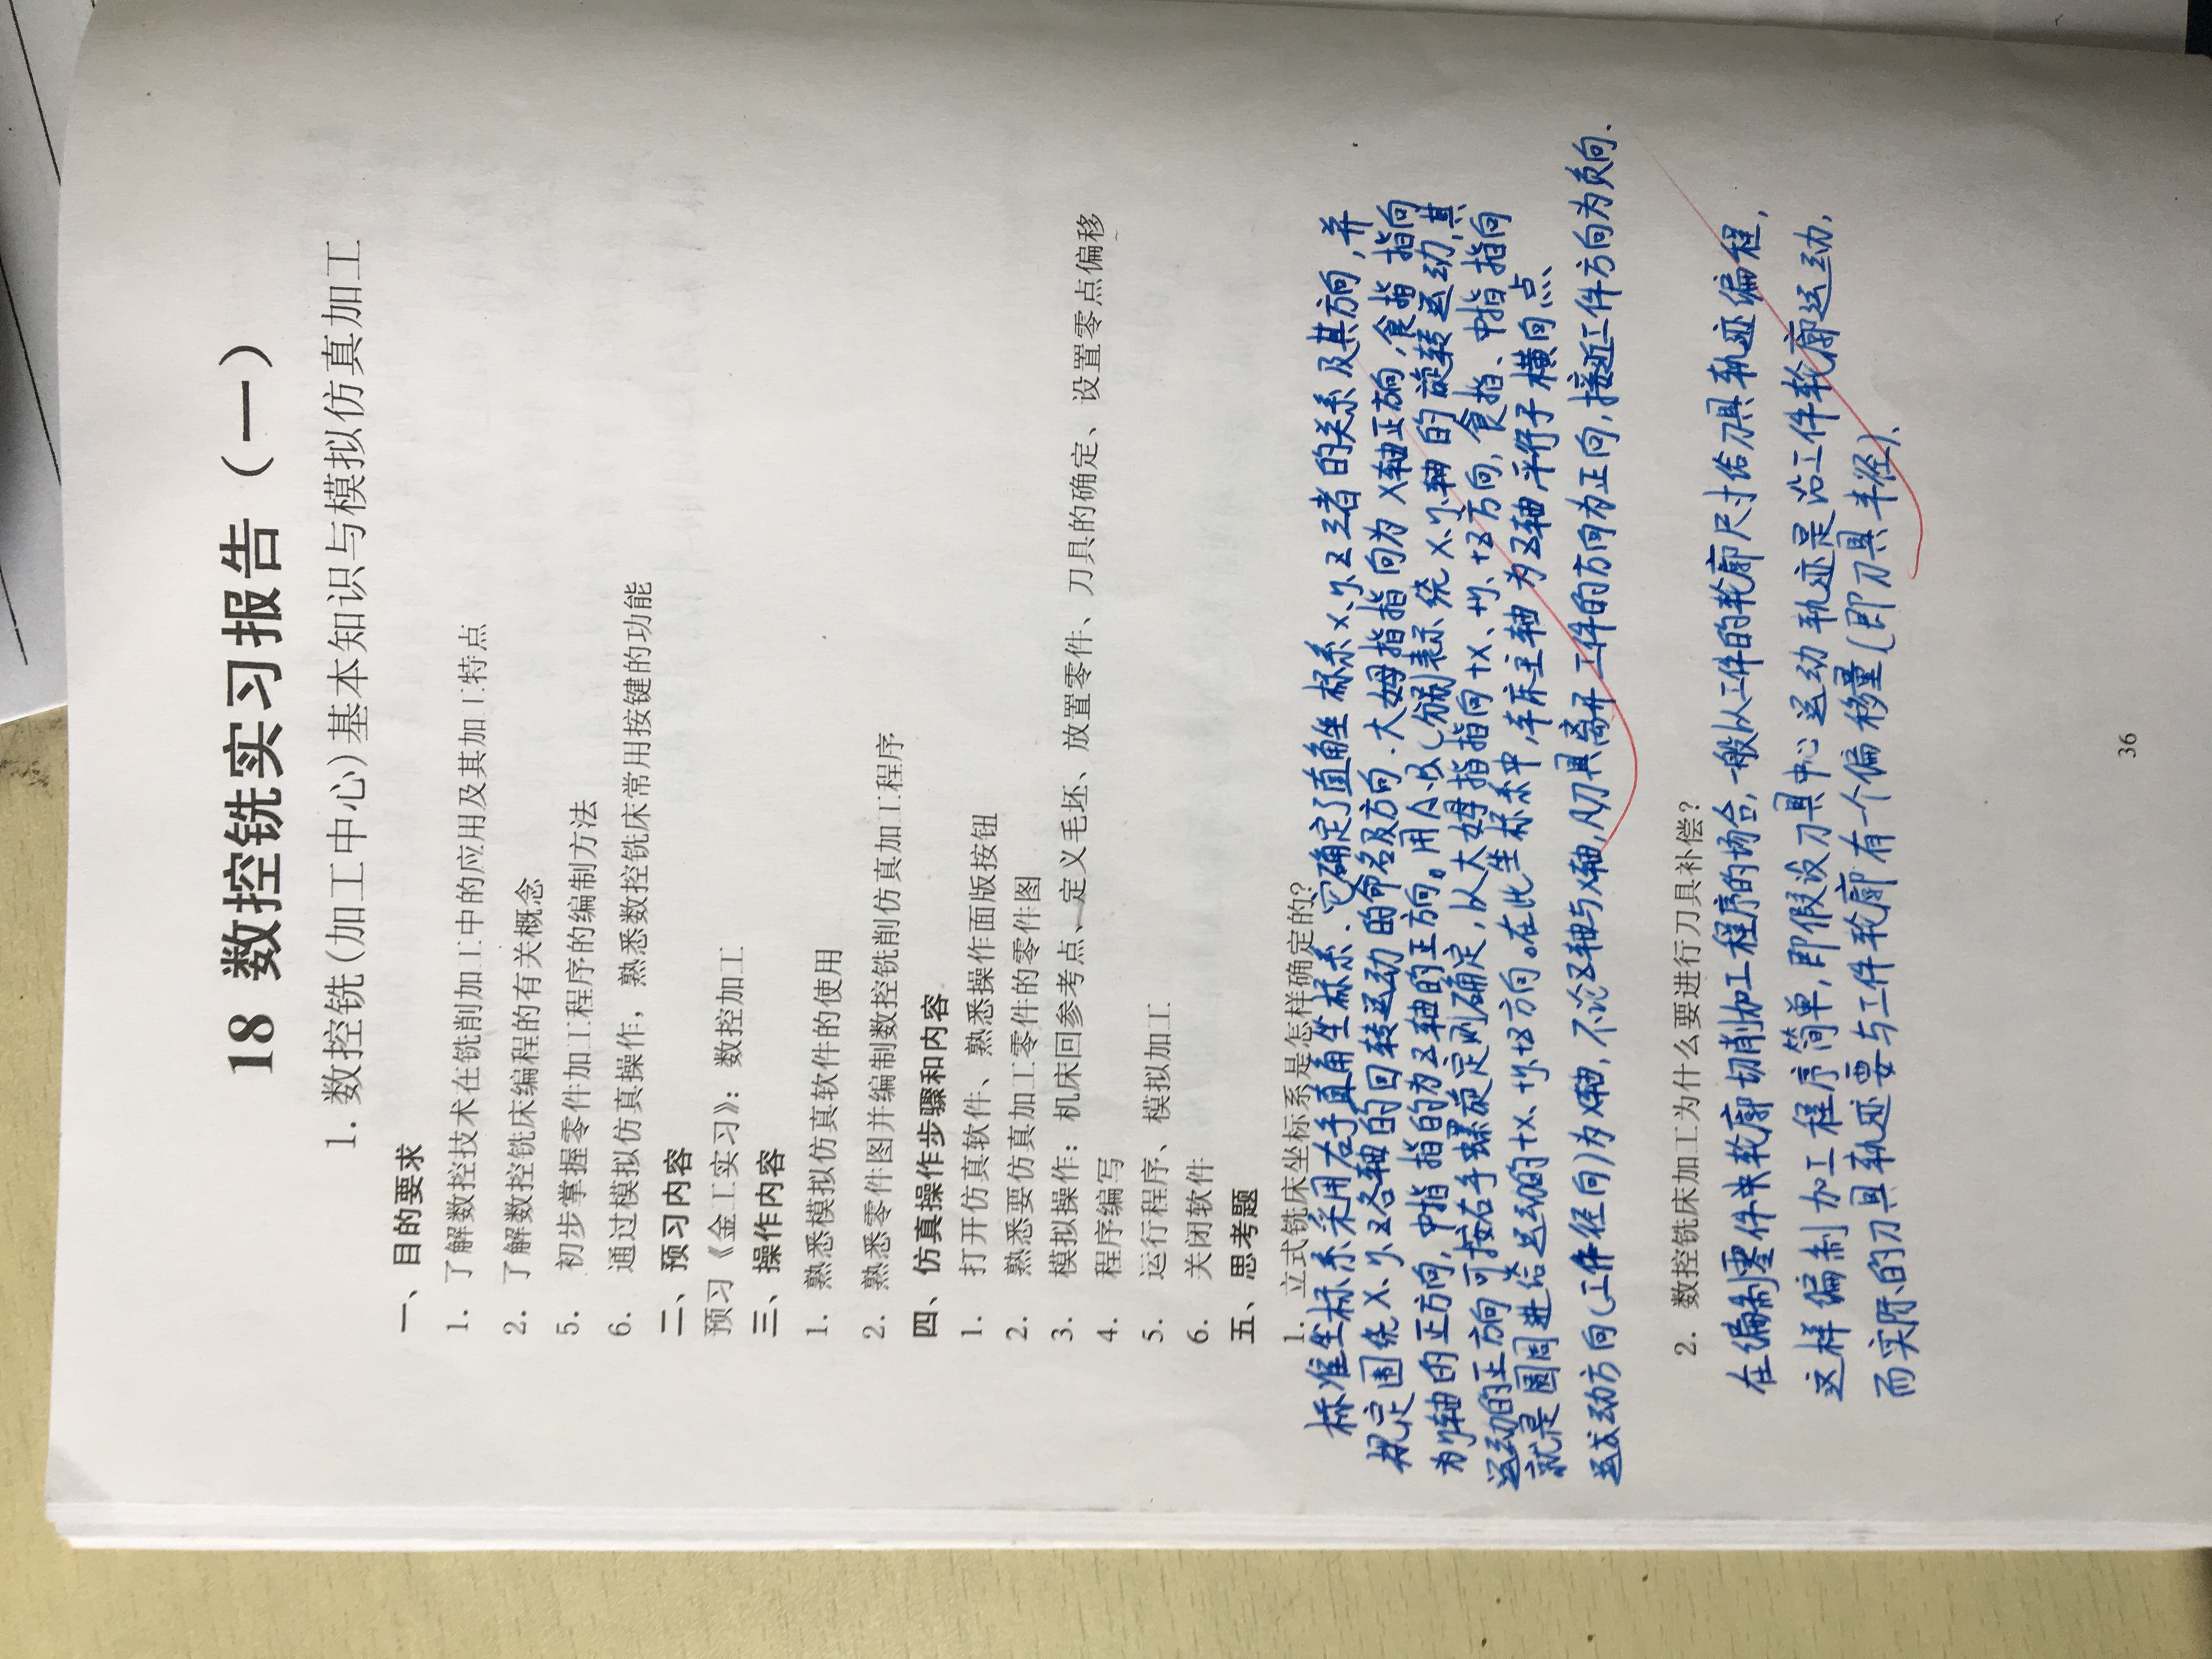 18 数控铣实习报告（一）
1. 数控铣(加工中心)基本知识与模拟仿真加工
一、目的要求
1. 了解数控技术在铣削加工中的应用及其加工特点
2. 了解数控铣床编程的有关概念
5. 初步掌握零件加工程序的编制方法
6. 通过模拟仿真操作，熟悉数控铣床常用按键的功能
二、预习内容
预习《金工实习》：数控加工
三、操作内容
1. 熟悉模拟仿真软件的使用
2. 熟悉零件图并编制数控铣削仿真加工程序
四、仿真操作步骤和内容
1. 打开仿真软件、熟悉操作面版按钮
2. 熟悉要仿真加工零件的零件图
3. 模拟操作：机床回参考点、定义毛坯、放置零件、刀具的确定、设置零点偏移
4. 程序编写
5. 运行程序、模拟加工
6. 关闭软件
五、思考题
1. 立式铣床坐标系是怎样确定的?
标准坐标系采用右手直角坐标系.它确定了直角坐标系X、Y、Z三者的关系及其方向,并
规定围绕X、Y、Z各轴的回转运动的命名及方向.大姆指指向为X轴正方向,食指指向
为Y轴的正方向,中指指的为Z轴的正方向。用A、B、C分别表示绕X、Y、Z轴的旋转运动,其
运动的正方向可按右手螺旋定则确定,以大姆指指向+X、+Y、+Z方向,食指、中指指向
就是圆周进给运动的+X、+Y、+Z方向。在此坐标系中,车床主轴为Z轴,平行于横向
运动方向(工件径向)为X轴,不论Z轴与X轴,凡刀具离开工件的方向为正向,接近工件方向为负向.
2. 数控铣床加工为什么要进行刀具补偿?
在编制零件来轮廓切削加工程序的场合,一般以工件的轮廓尺寸给刀具轨迹编程,
这样编制加工程序简单,即假设刀具中心运动轨迹是沿工件轮廓运动,
而实际的刀具轨迹要与工件轮廓有一个偏移量(即刀具半径)、
36